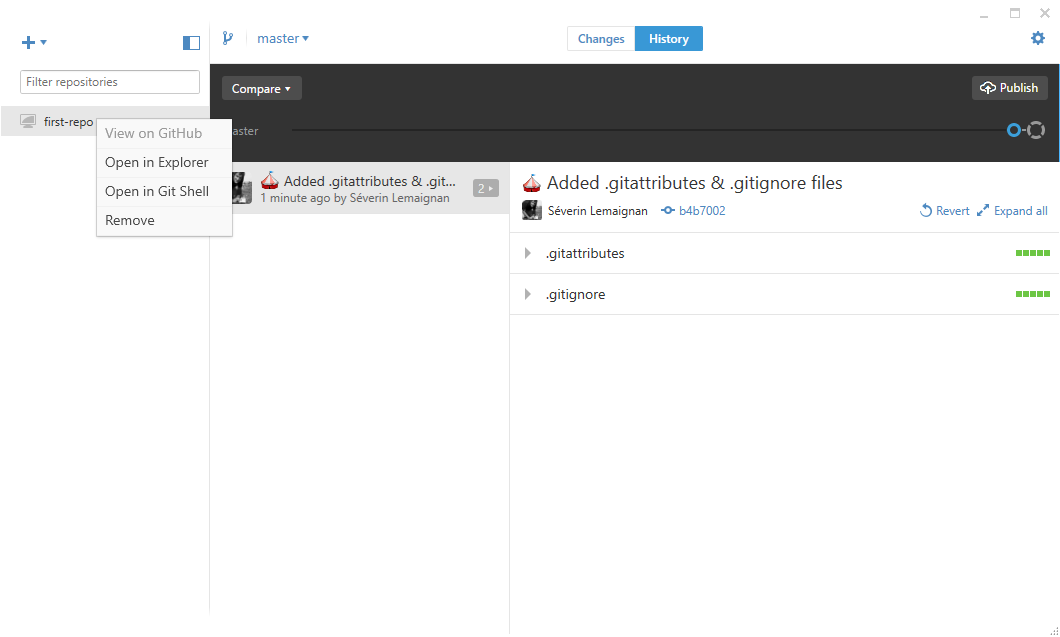 master
Changes
History
Filter repositories
Compare
Publish
first-repo
aster
View on GitHub
Open in Explorer
Open in Git Shell
Remove
Added .gitattributes & .git...
2
1 minute ago by Séverin Lemaignan
Added .gitattributes & .gitignore files
Séverin Lemaignan
b4b7002
Revert
Expand all
.gitattributes
.gitignore